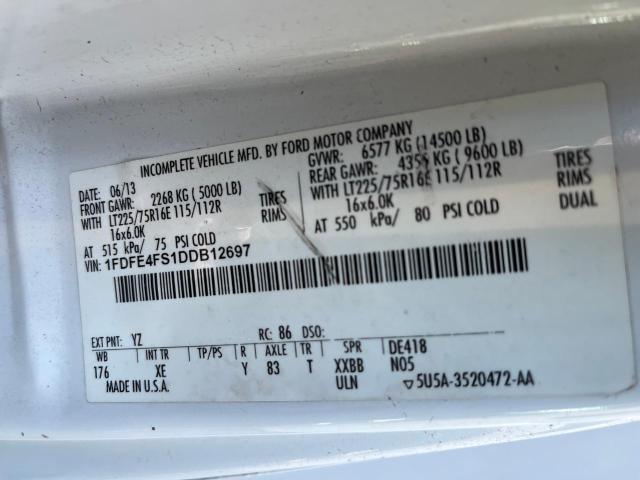 INCOMPLETE VEHICLE MFD. BY FORD MOTOR COMPANY
DATE: 06/13 GVWR: 6577 KG (14500 LB)
FRONT GAWR: 2268 KG (5000 LB) REAR GAWR: 4355 KG (9600 LB)
WITH LT225/75R16E 115/112R TIRES WITH LT225/75R16E 115/112R TIRES
16x6.0K RIMS 16x6.0K RIMS
AT 515 kPa/ 75 PSI COLD AT 550 kPa/ 80 PSI COLD DUAL
VIN: 1FDFE4FS1DDB12697
EXT PNT: YZ RC: 86 DSO:
WB INT TR TP/PS R AXLE TR SPR DE418
176 XE Y 83 T XXBB N05
MADE IN U.S.A. ULN ▽5U5A-3520472-AA